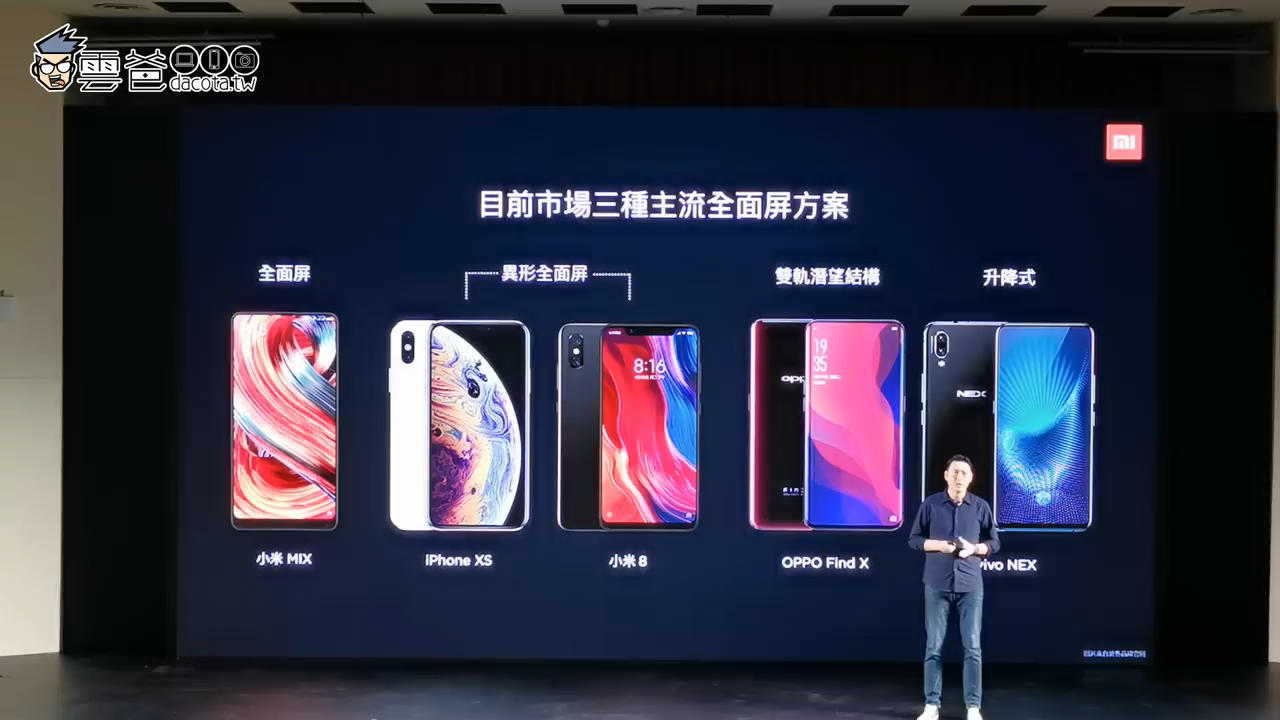 雲爸
dacota.tw
mi
目前市場三種主流全面屏方案
全面屏
異形全面屏
雙軌潛望結構
升降式
8:16
19
35
OPP
NEX
小米 MIX
iPhone XS
小米 8
OPPO Find X
vivo NEX